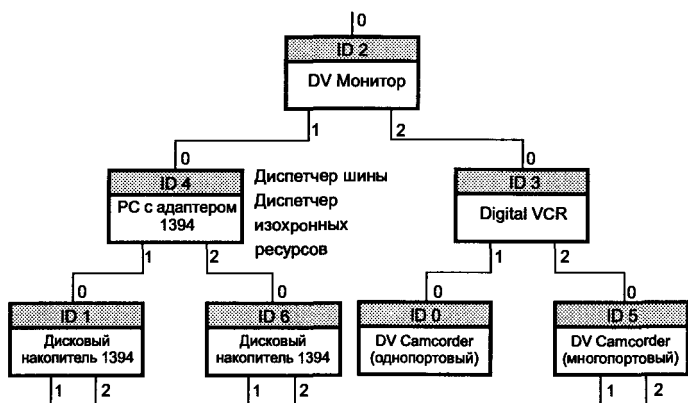 0
ID 2
DV Монитор
1 2
0 0
ID 4
PC с адаптером
1394
Диспетчер шины
Диспетчер
изохронных
ресурсов
ID 3
Digital VCR
1 2 1 2
0 0 0 0
ID 1
Дисковый
накопитель 1394
ID 6
Дисковый
накопитель 1394
ID 0
DV Camcorder
(однопортовый)
ID 5
DV Camcorder
(многопортовый)
1 2 1 2 1 2